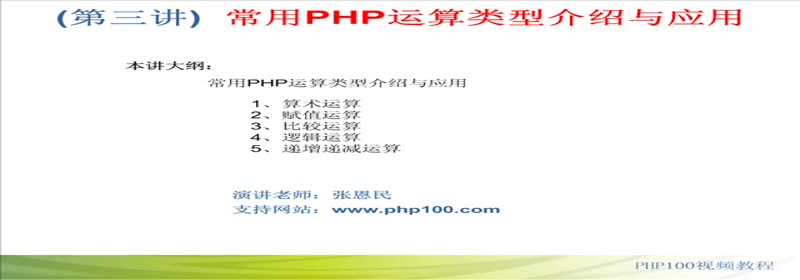 (第三讲) 常用PHP运算类型介绍与应用
本讲大纲：
常用PHP运算类型介绍与应用
1、算术运算
2、赋值运算
3、比较运算
4、逻辑运算
5、递增递减运算
演讲老师：张恩民
支持网站：www.php100.com
PHP100视频教程